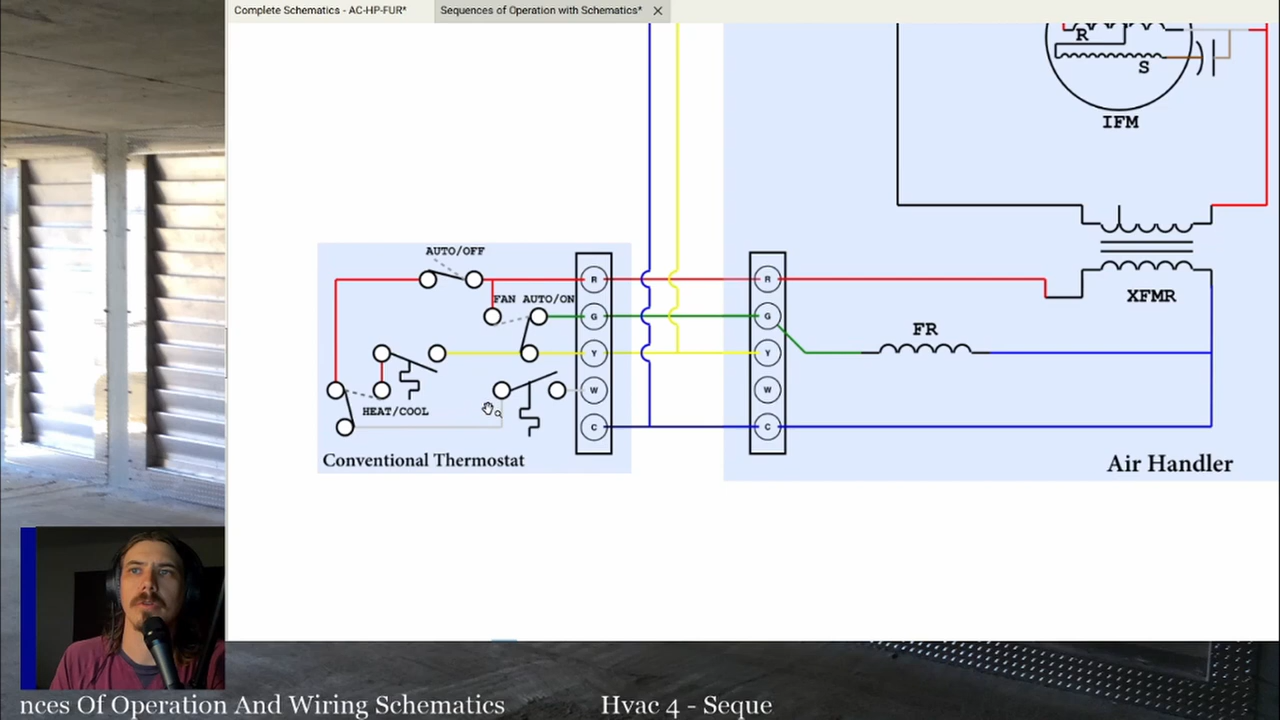 Complete Schematics - AC-HP-FUR*
Sequences of Operation with Schematics*
R
S
IFM
AUTO/OFF
FAN AUTO/ON
HEAT/COOL
R
G
Y
W
C
Conventional Thermostat
R
G
Y
W
C
FR
XFMR
Air Handler
nces Of Operation And Wiring Schematics
Hvac 4 - Seque